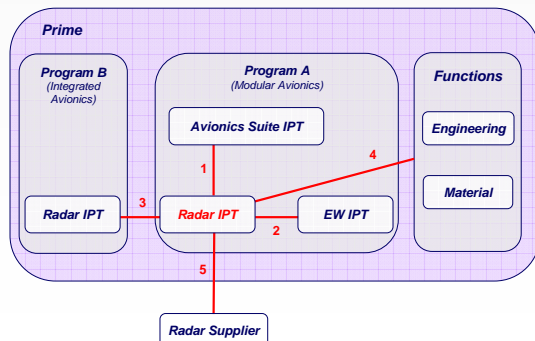 Prime
Program B
(Integrated
Avionics)
Program A
(Modular Avionics)
Functions
Avionics Suite IPT
Engineering
4
1
Material
3
Radar IPT
Radar IPT
EW IPT
2
5
Radar Supplier